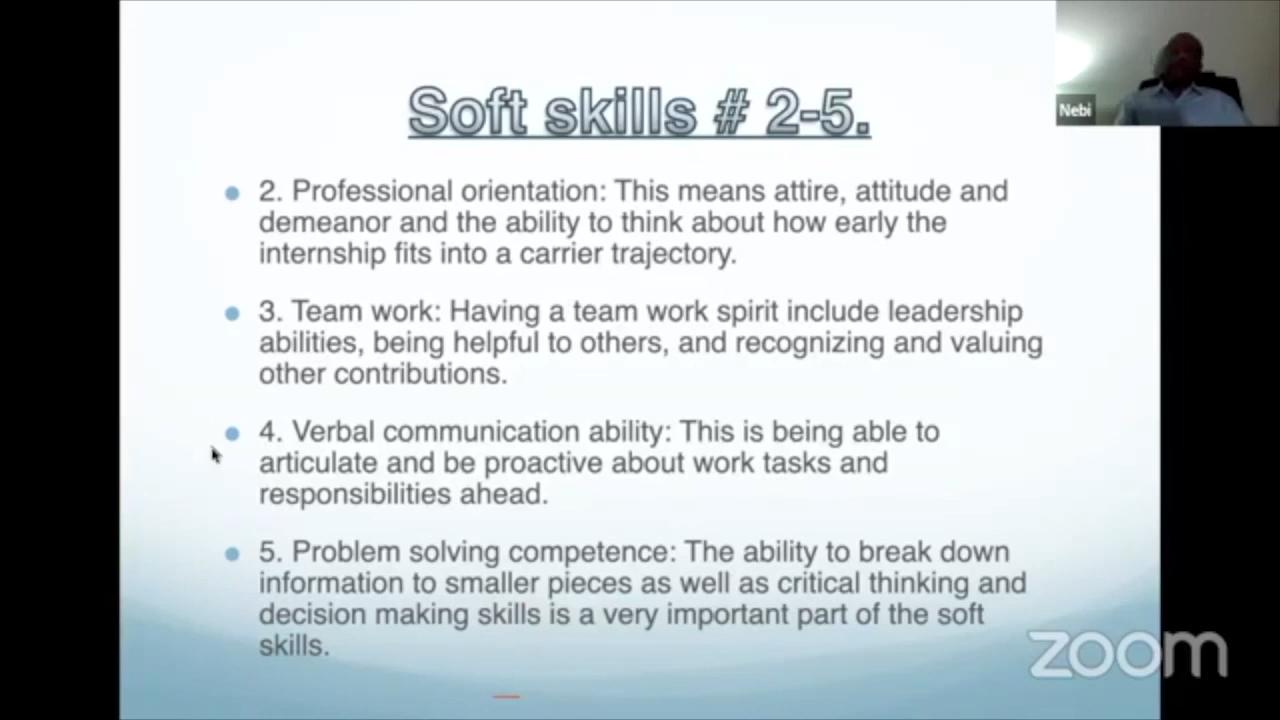 Soft skills # 2-5.
Nebi
2. Professional orientation: This means attire, attitude and
demeanor and the ability to think about how early the
internship fits into a carrier trajectory.
3. Team work: Having a team work spirit include leadership
abilities, being helpful to others, and recognizing and valuing
other contributions.
4. Verbal communication ability: This is being able to
articulate and be proactive about work tasks and
responsibilities ahead.
5. Problem solving competence: The ability to break down
information to smaller pieces as well as critical thinking and
decision making skills is a very important part of the soft
skills.
zoom